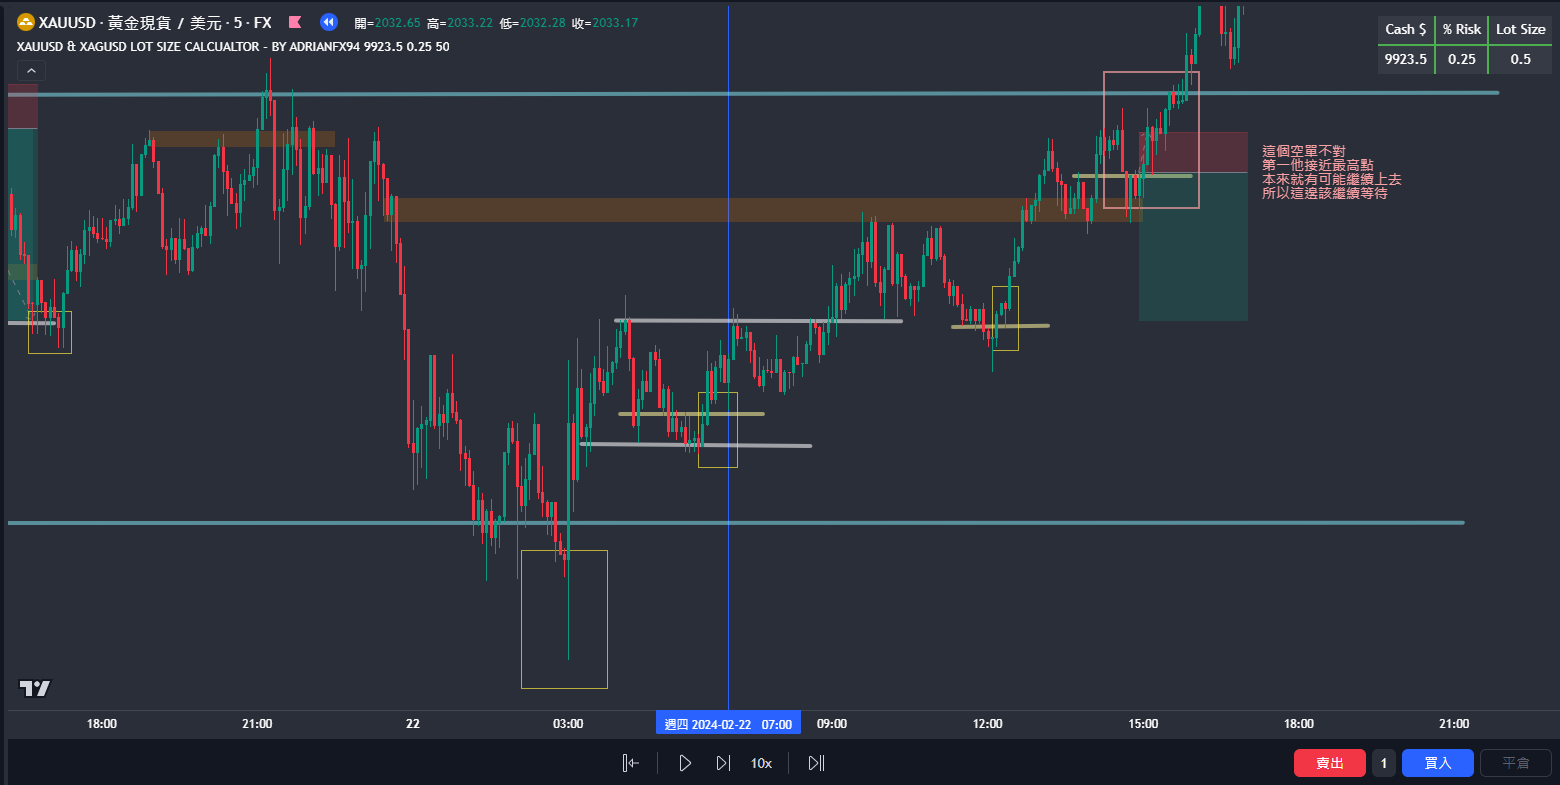 XAUUSD · 黃金現貨 / 美元 · 5 · FX 開=2032.65 高=2033.22 低=2032.28 收=2033.17
XAUUSD & XAGUSD LOT SIZE CALCUALTOR - BY ADRIANFX94 9923.5 0.25 50
Cash $ % Risk Lot Size
9923.5 0.25 0.5
這個空單不對
第一他接近最高點
本來就有可能繼續上去
所以這邊該繼續等待
18:00 21:00 22 03:00 週四 2024-02-22 07:00 09:00 12:00 15:00 18:00 21:00
10x
賣出 1 買入 平倉